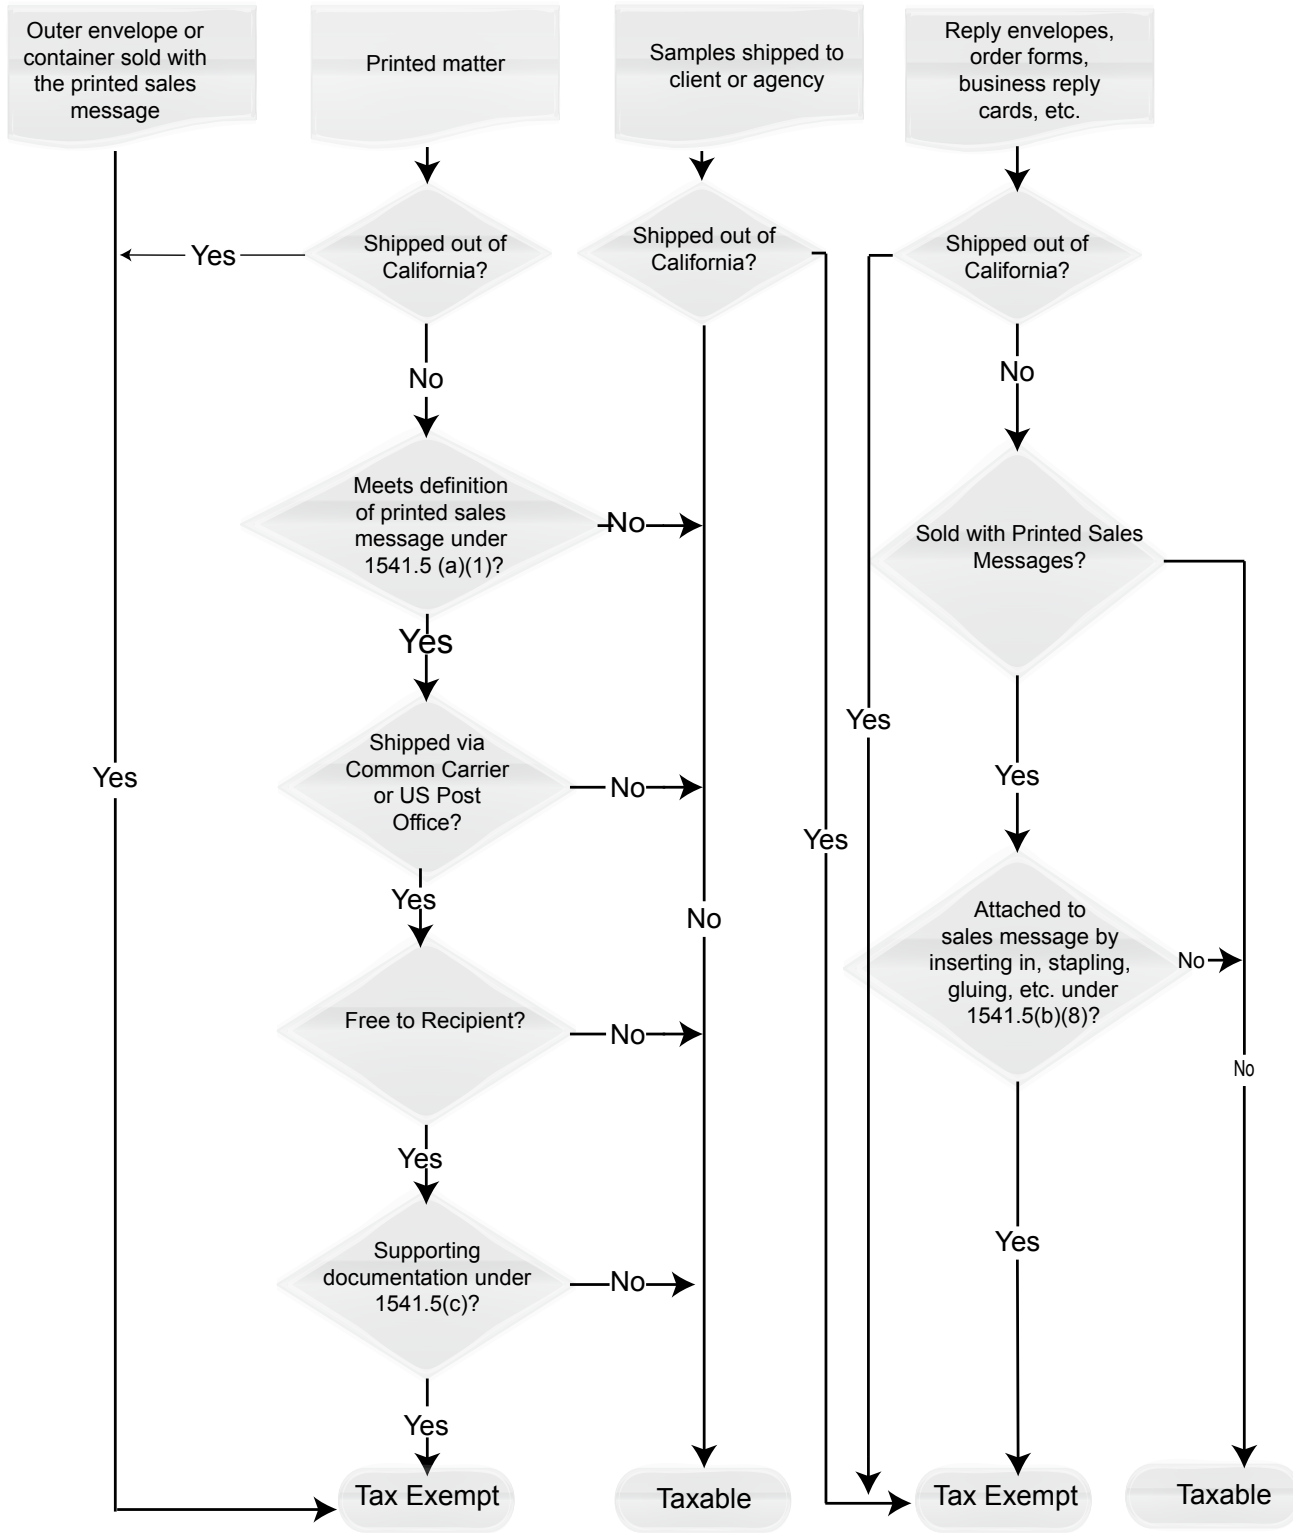 Outer envelope or
container sold with
the printed sales
message
Printed matter
Samples shipped to
client or agency
Reply envelopes,
order forms,
business reply
cards, etc.
Shipped out of
California?
Yes
Shipped out of
California?
Shipped out of
California?
No
No
Meets definition
of printed sales
message under
1541.5 (a)(1)?
No
Sold with Printed Sales
Messages?
Yes
Shipped via
Common Carrier
or US Post
Office?
No
Yes
Yes
Yes
Yes
Yes
No
Yes
Attached to
sales message by
inserting in, stapling,
gluing, etc. under
1541.5(b)(8)?
No
Free to Recipient?
No
No
Yes
Supporting
documentation under
1541.5(c)?
No
Yes
Yes
Tax Exempt
Taxable
Tax Exempt
Taxable